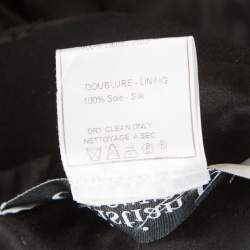 DOUBLURE - LINING
100% Soie - Silk
DRY CLEAN ONLY
NETTOYAGE A SEC